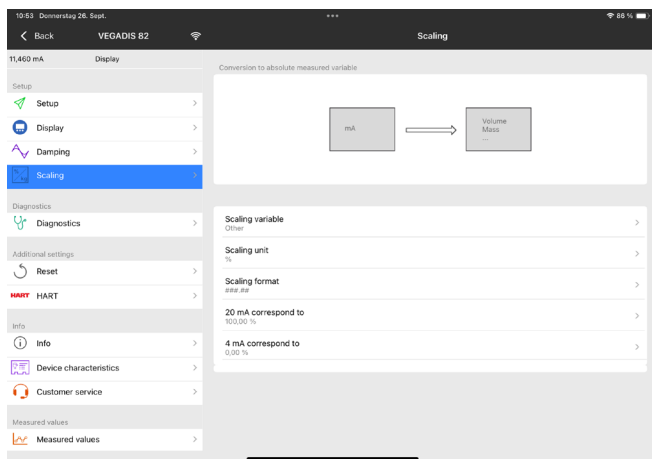 10:53 Donnerstag 26. Sept.
86 %
Back
VEGADIS 82
Scaling
11,460 mA
Display
Setup
Setup
Display
Damping
Scaling
Diagnostics
Diagnostics
Additional settings
Reset
HART HART
Info
Info
Device characteristics
Customer service
Measured values
Measured values
Conversion to absolute measured variable
mA
Volume
Mass
...
Scaling variable
Other
Scaling unit
%
Scaling format
###.##
20 mA correspond to
100,00 %
4 mA correspond to
0,00 %